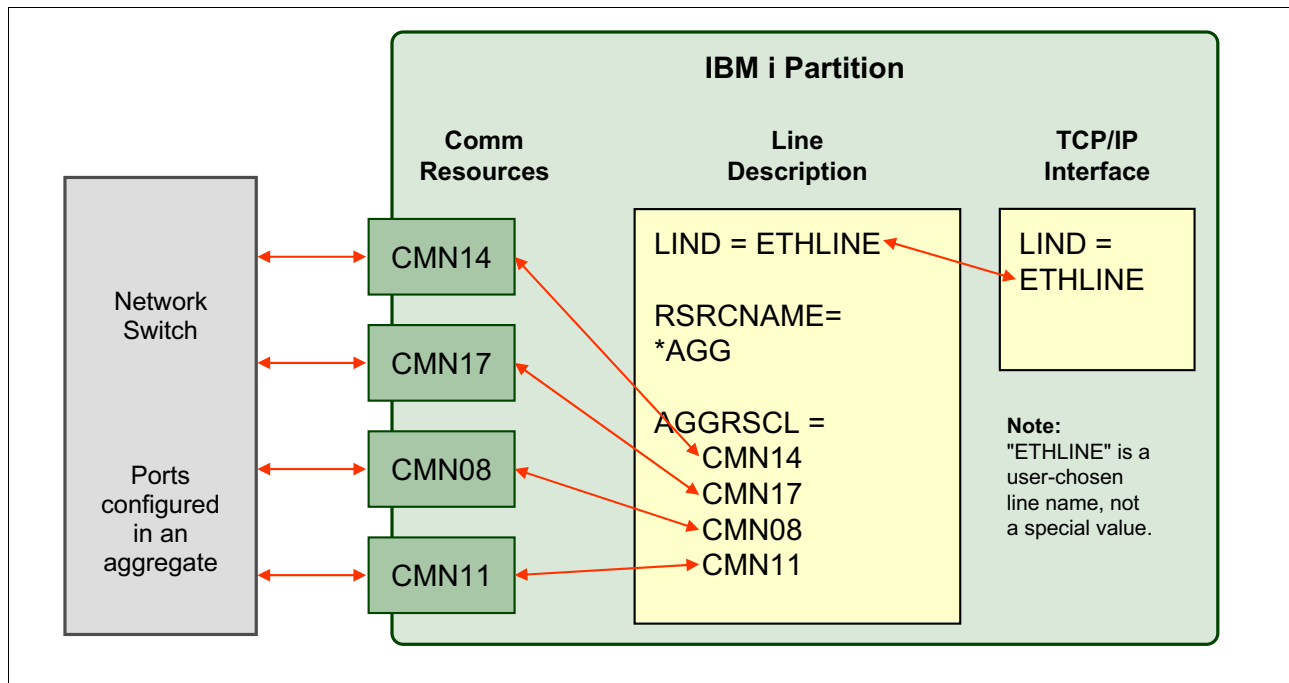 IBM i Partition
Comm
Resources
Line
Description
TCP/IP
Interface
Network
Switch
Ports
configured
in an
aggregate
CMN14
CMN17
CMN08
CMN11
LIND = ETHLINE
RSRCNAME=
*AGG
AGGRSCL =
CMN14
CMN17
CMN08
CMN11
LIND =
ETHLINE
Note:
"ETHLINE" is a
user-chosen
line name, not
a special value.